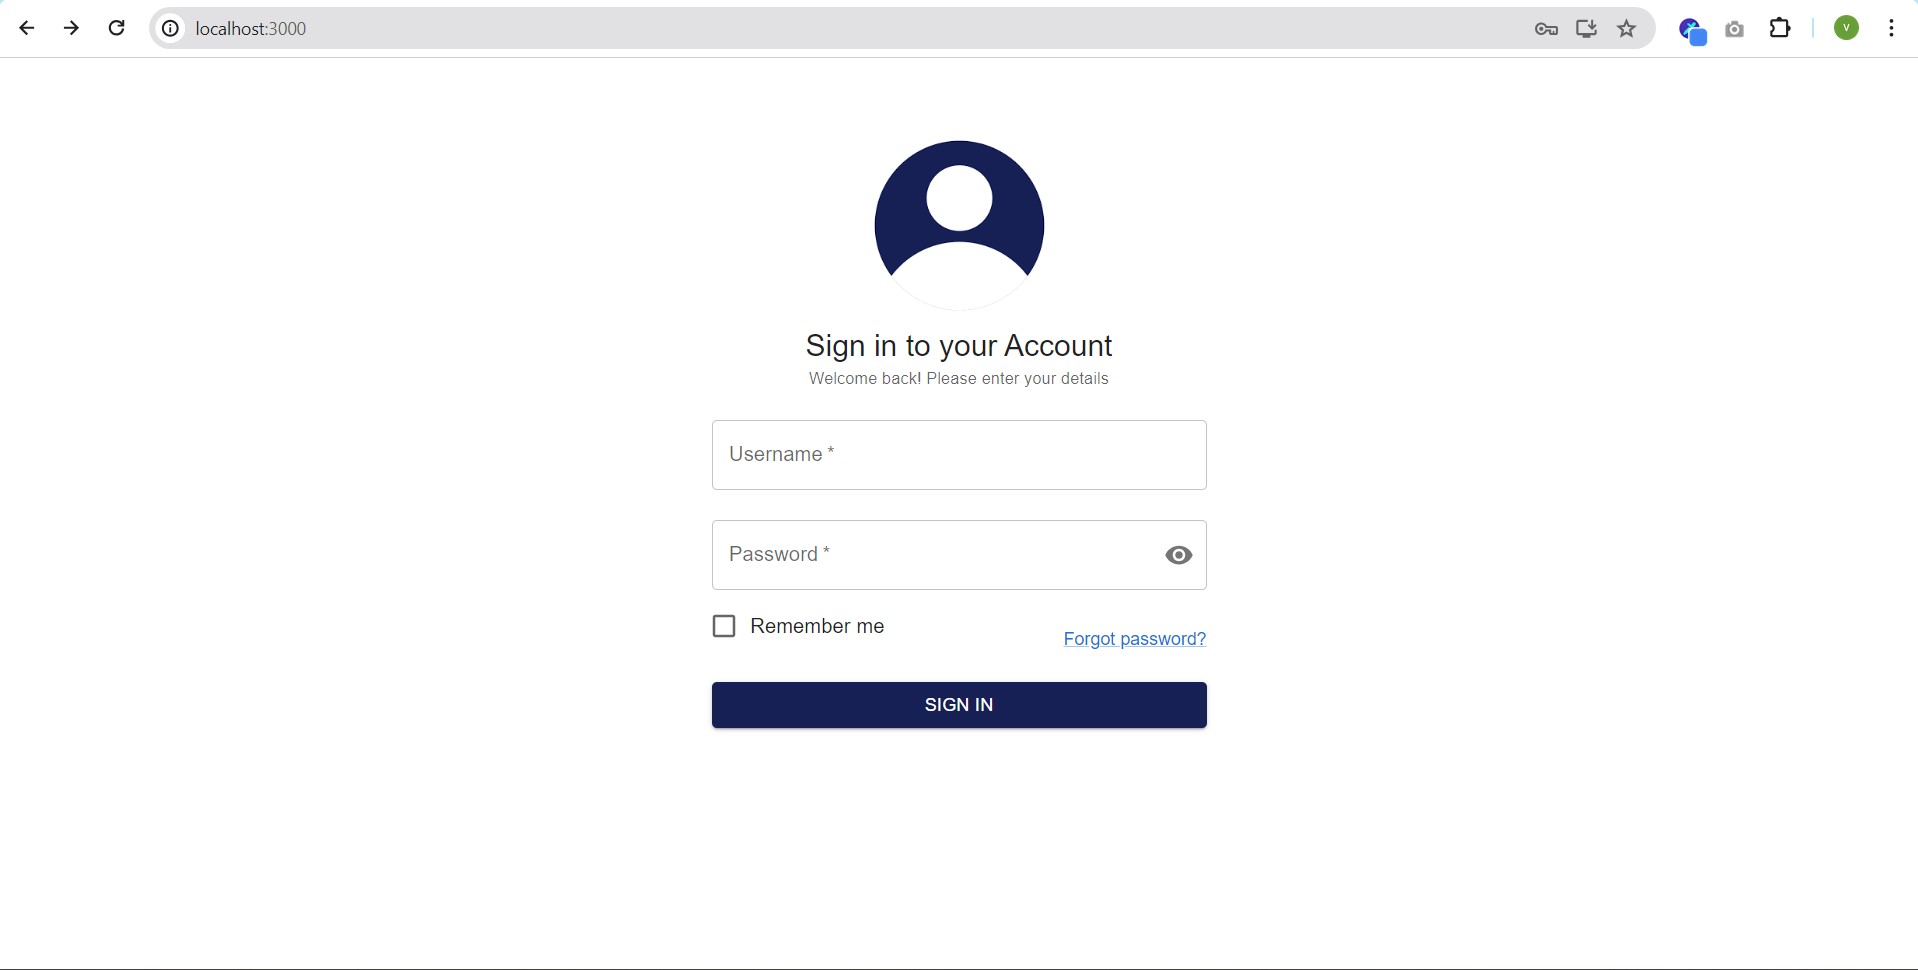 localhost:3000
V
Sign in to your Account
Welcome back! Please enter your details
Username *
Password *
Remember me
Forgot password?
SIGN IN